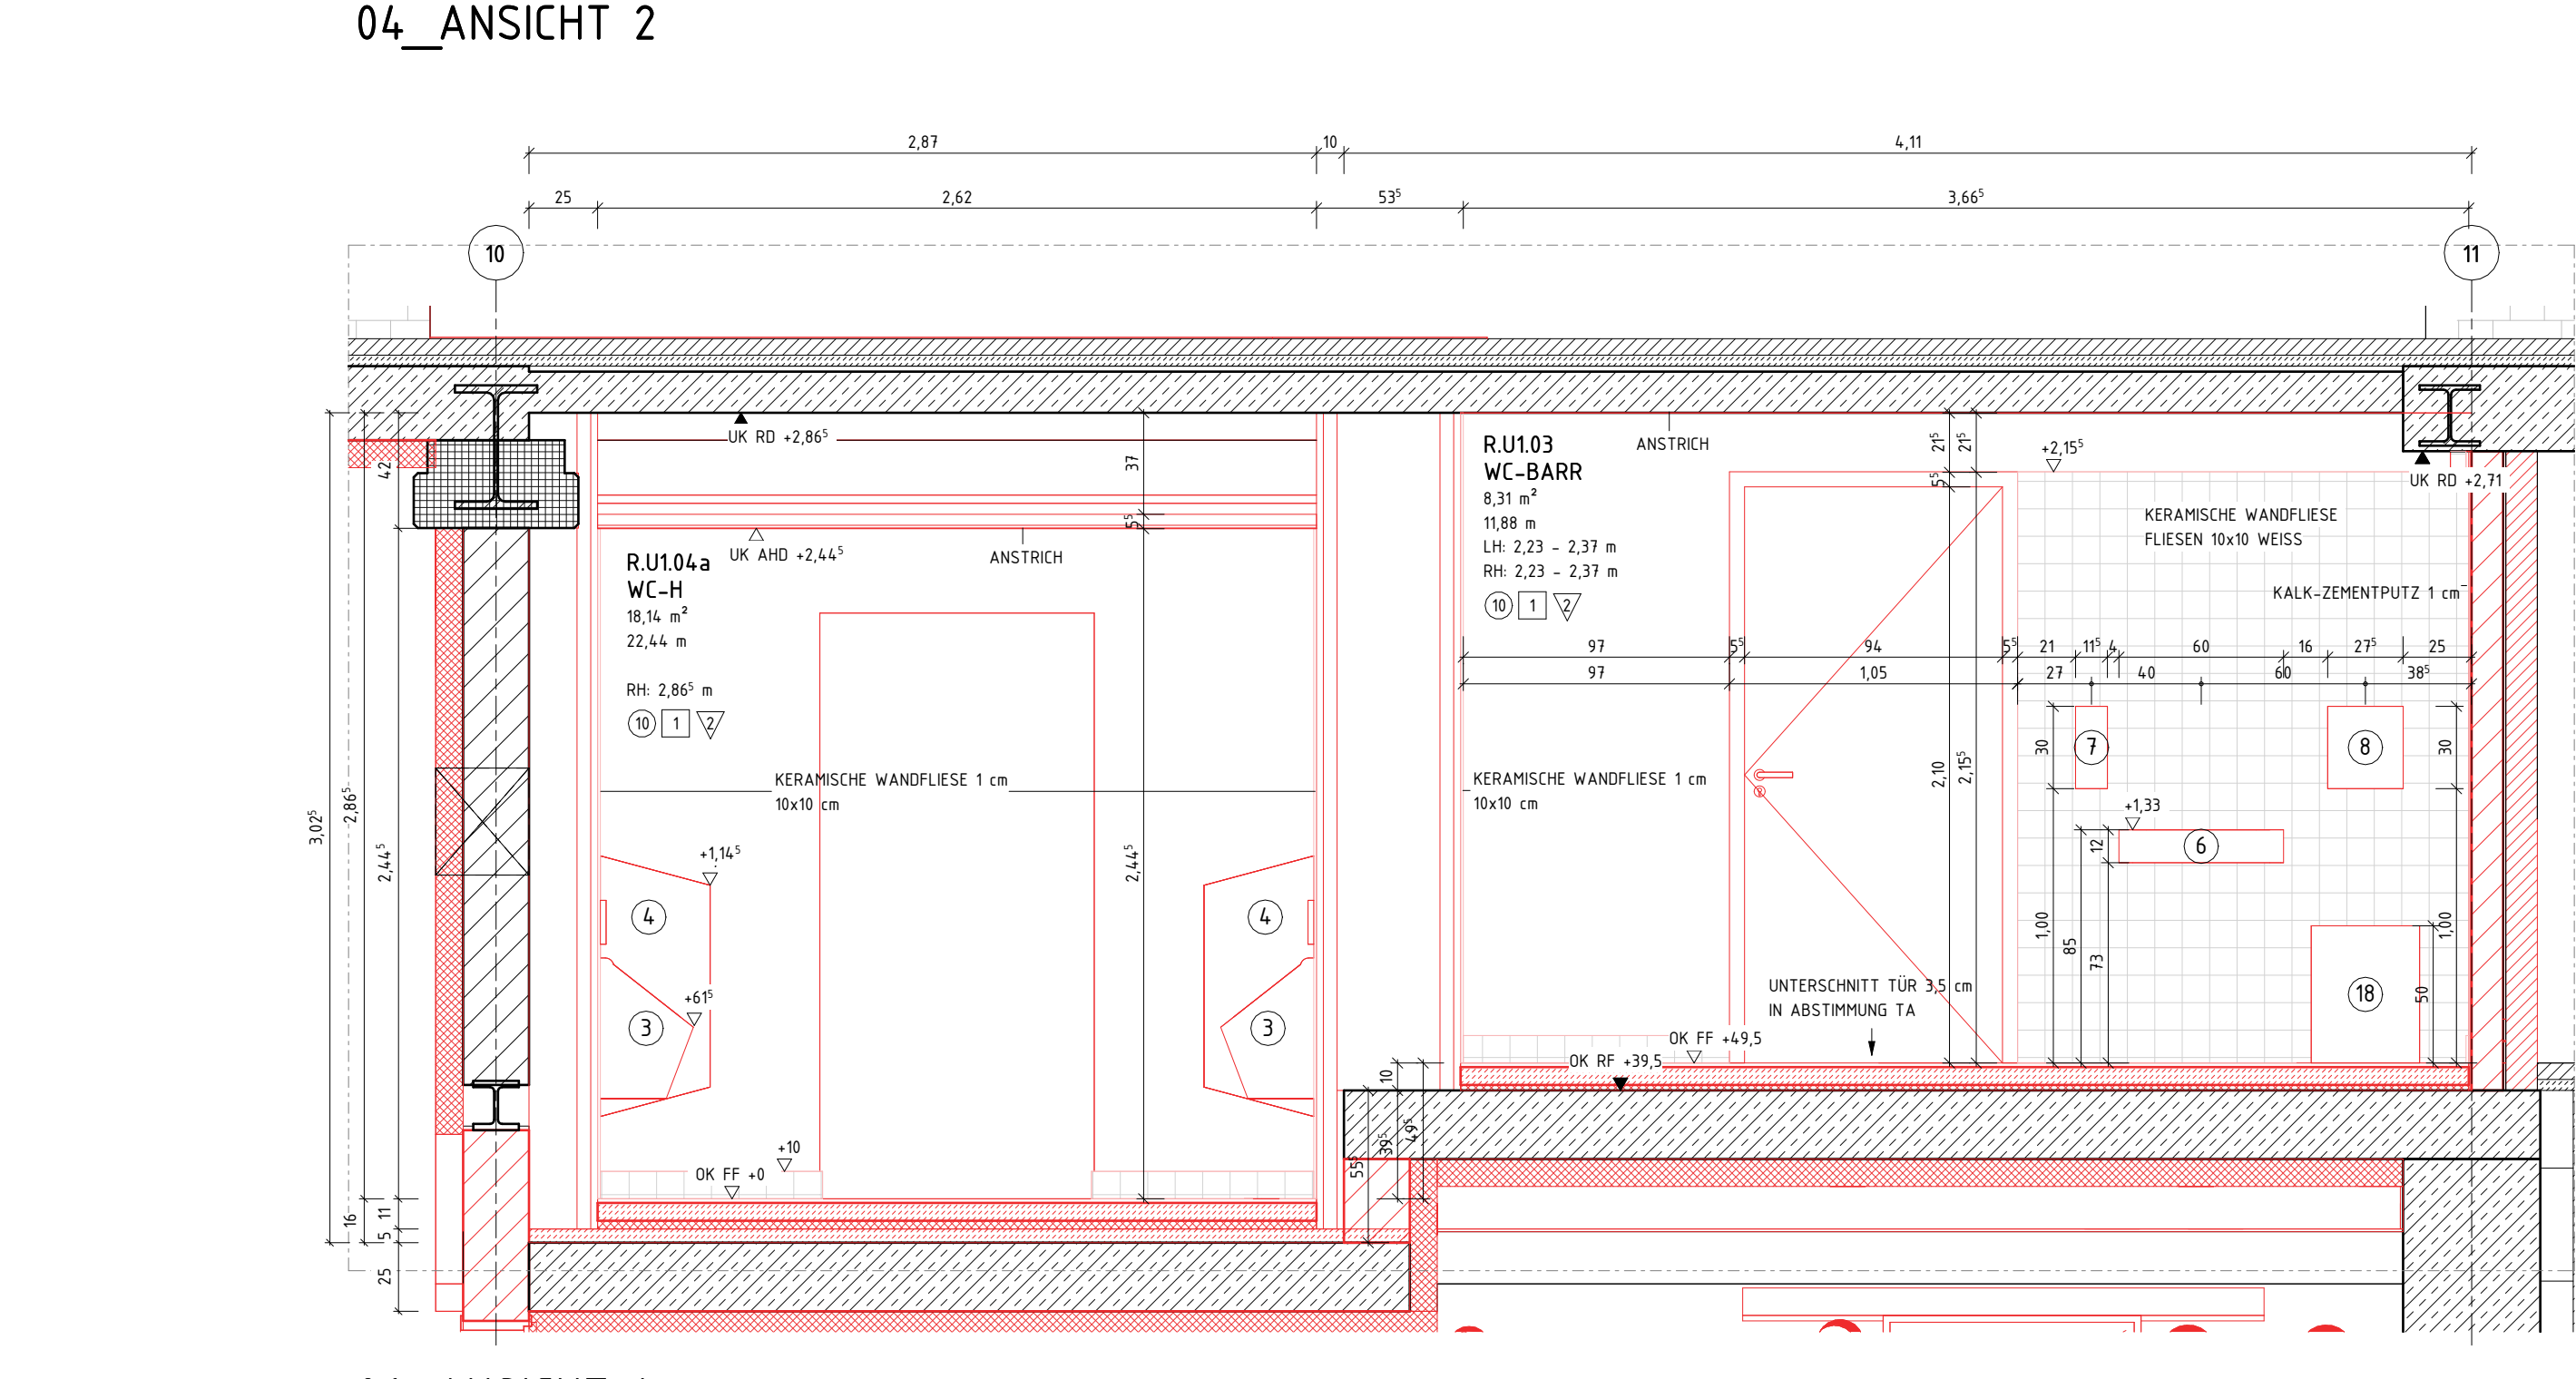 04_ANSICHT 2
2,87 10 4,11
25 2,62 53⁵ 3,66⁵
10 11
UK RD +2,86⁵
42
37
5⁵
UK AHD +2,44⁵
ANSTRICH
R.U1.04a
WC-H
18,14 m²
22,44 m
RH: 2,86⁵ m
10 1 2
3,02⁵
2,86⁵
2,44⁵
KERAMISCHE WANDFLIESE 1 cm
10x10 cm
2,44⁵
+1,14⁵
4
4
+61⁵
3
3
+10
OK FF +0
16
11
5
25
R.U1.03
WC-BARR
8,31 m²
11,88 m
LH: 2,23 - 2,37 m
RH: 2,23 - 2,37 m
10 1 2
ANSTRICH
21⁵
21⁵
5⁵
+2,15⁵
UK RD +2,71
KERAMISCHE WANDFLIESE
FLIESEN 10x10 WEISS
KALK-ZEMENTPUTZ 1 cm
97 5⁵ 94 5⁵ 21 11⁵ 4 60 16 27⁵ 25
97 1,05 27 40 60 38⁵
KERAMISCHE WANDFLIESE 1 cm
10x10 cm
2,10
2,15⁵
30
7
8
30
+1,33
12
6
1,00
85
73
1,00
50
18
UNTERSCHNITT TÜR 3,5 cm
IN ABSTIMMUNG TA
OK FF +49,5
OK RF +39,5
10
39⁵
49⁵
55⁵